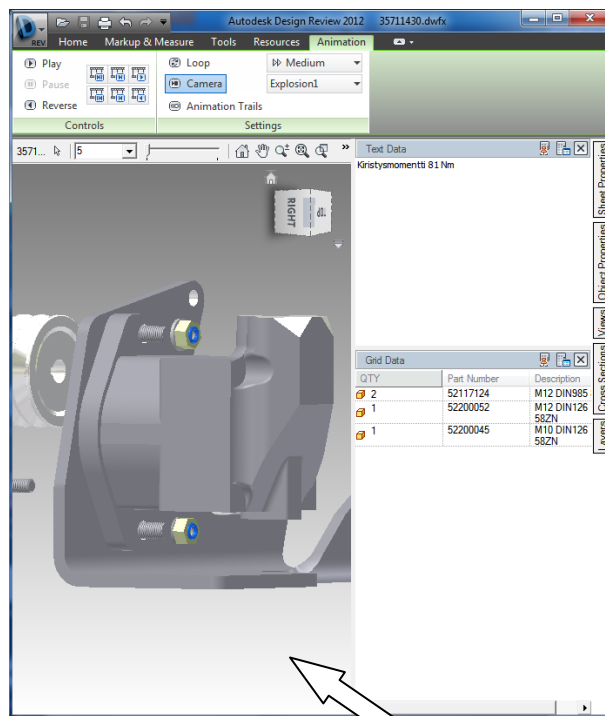 Autodesk Design Review 2012 35711430.dwfx
REV
Home Markup & Measure Tools Resources Animation
Play Loop Medium
Pause Camera Explosion1
Reverse Animation Trails
Controls Settings
3571... 5 »
Text Data
Kiristysmomentti 81 Nm
RIGHT
Grid Data
QTY Part Number Description
2 52117124 M12 DIN985
1 52200052 M12 DIN126
58ZN
1 52200045 M10 DIN126
58ZN
Sheet Properties
Object Properties
Views
Cross Sections
Layers